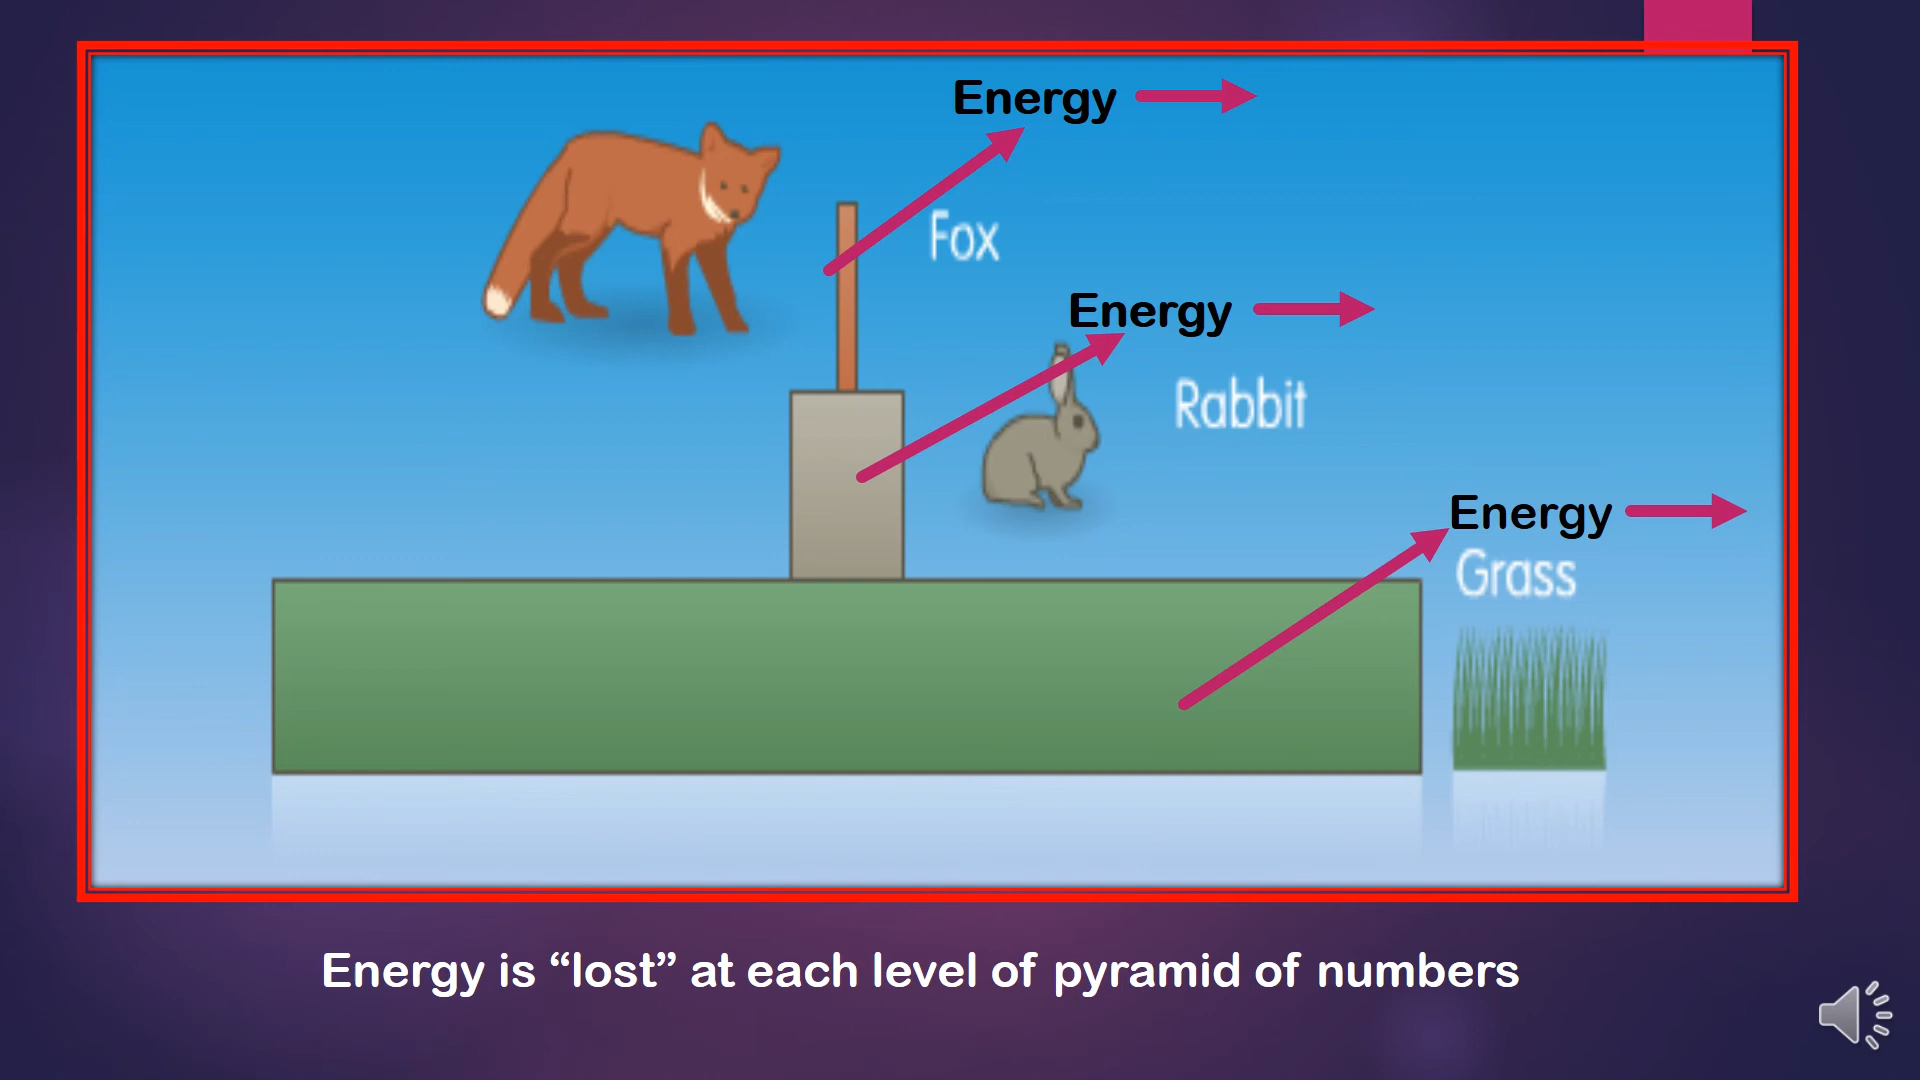 Energy
Fox
Energy
Rabbit
Energy
Grass
Energy is “lost” at each level of pyramid of numbers